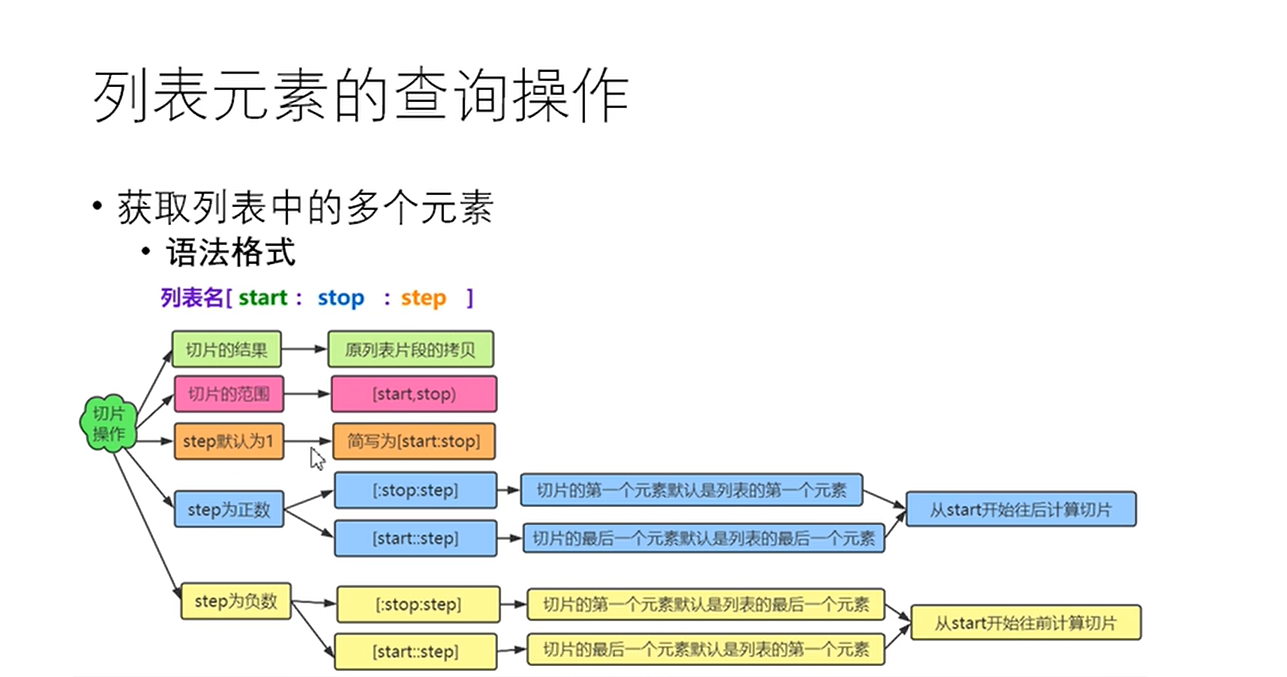 列表元素的查询操作
• 获取列表中的多个元素
• 语法格式
列表名[ start : stop : step ]
切片的结果 原列表片段的拷贝
切片的范围 [start,stop)
切片
操作
step默认为1 简写为[start:stop]
step为正数
[:stop:step] 切片的第一个元素默认是列表的第一个元素
[start::step] 切片的最后一个元素默认是列表的最后一个元素
从start开始往后计算切片
step为负数
[:stop:step] 切片的第一个元素默认是列表的最后一个元素
[start::step] 切片的最后一个元素默认是列表的第一个元素
从start开始往前计算切片